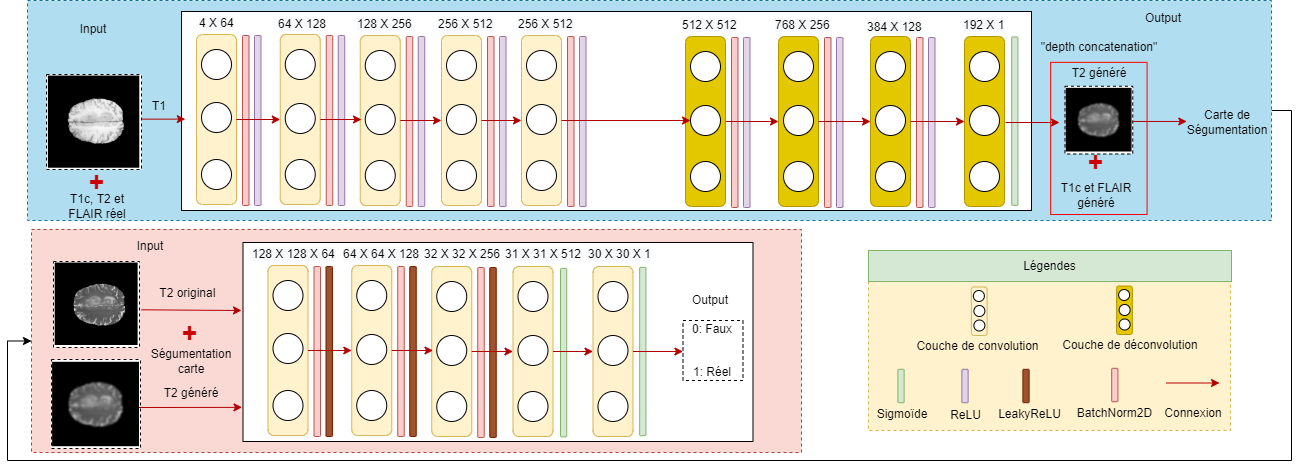 Input
4 X 64
64 X 128
128 X 256
256 X 512
256 X 512
512 X 512
768 X 256
384 X 128
192 X 1
Output
"depth concatenation"
T2 généré
T1
T1c, T2 et
FLAIR réel
T1c et FLAIR
généré
Carte de
Ségumentation
Input
128 X 128 X 64
64 X 64 X 128
32 X 32 X 256
31 X 31 X 512
30 X 30 X 1
T2 original
Ségumentation
carte
T2 généré
Output
0: Faux
1: Réel
Légendes
Couche de convolution
Couche de déconvolution
Sigmoïde
ReLU
LeakyReLU
BatchNorm2D
Connexion